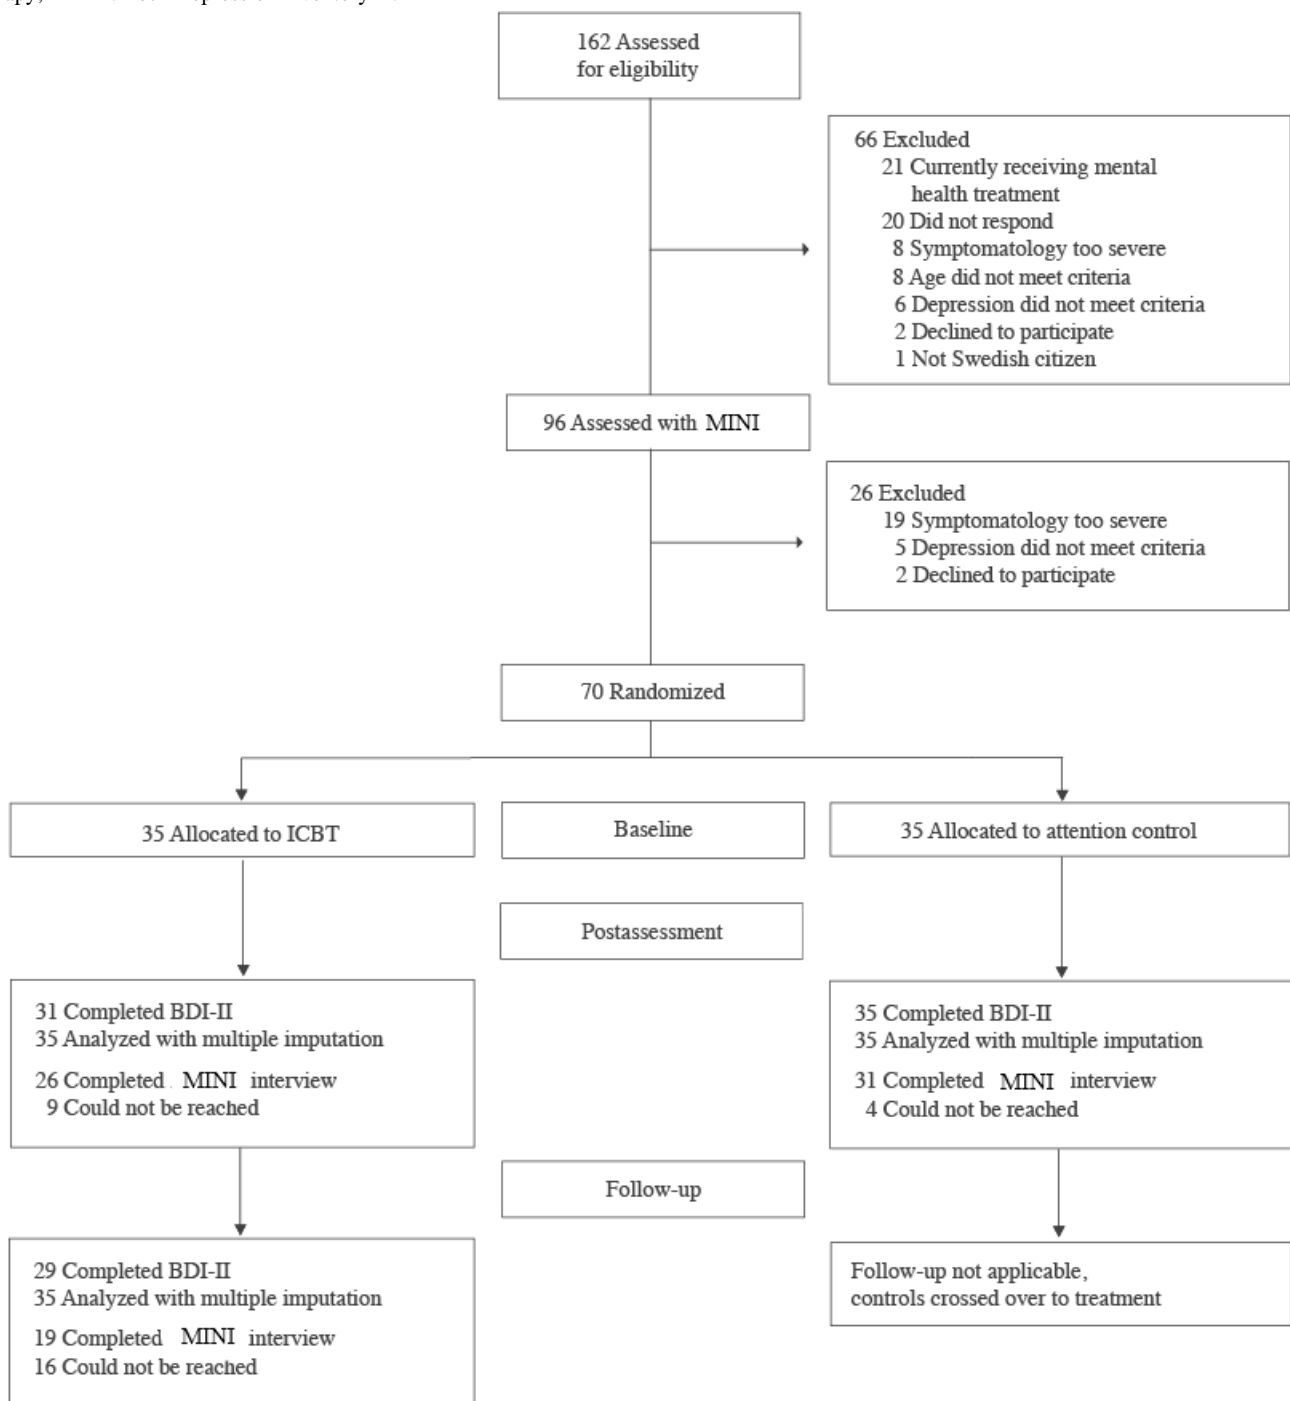 162 Assessed
for eligibility
66 Excluded
21 Currently receiving mental
health treatment
20 Did not respond
8 Symptomatology too severe
8 Age did not meet criteria
6 Depression did not meet criteria
2 Declined to participate
1 Not Swedish citizen
96 Assessed with MINI
26 Excluded
19 Symptomatology too severe
5 Depression did not meet criteria
2 Declined to participate
70 Randomized
35 Allocated to ICBT
Baseline
35 Allocated to attention control
Postassessment
31 Completed BDI-II
35 Analyzed with multiple imputation
26 Completed MINI interview
9 Could not be reached
35 Completed BDI-II
35 Analyzed with multiple imputation
31 Completed MINI interview
4 Could not be reached
Follow-up
29 Completed BDI-II
35 Analyzed with multiple imputation
19 Completed MINI interview
16 Could not be reached
Follow-up not applicable,
controls crossed over to treatment